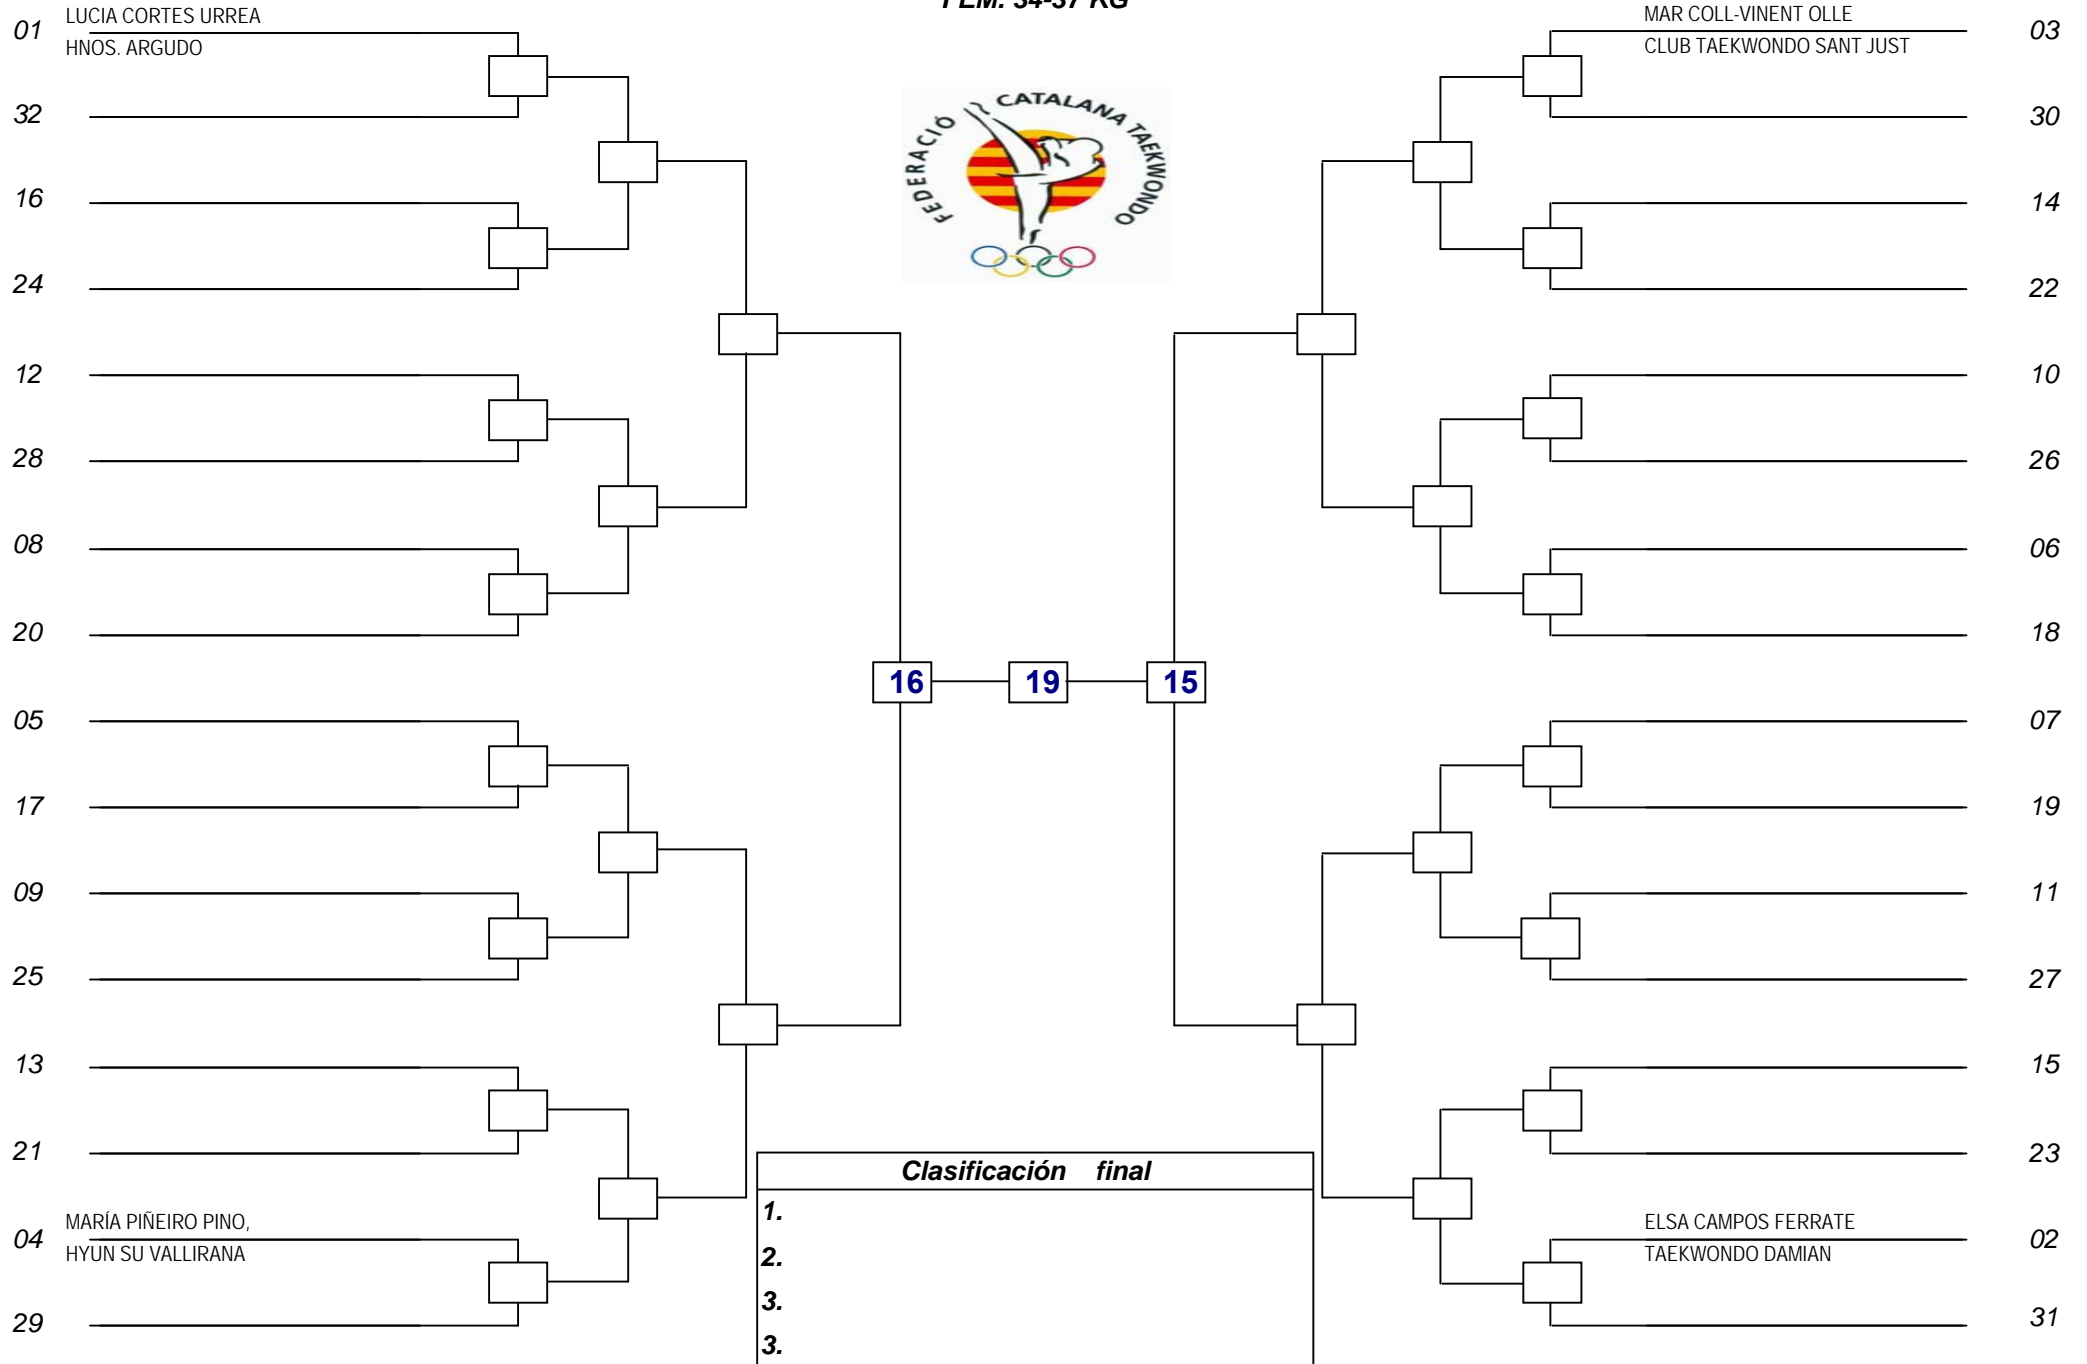 FEM. 34-37 KG
01 LUCIA CORTES URREA
HNOS. ARGUDO
32
16
24
12
28
08
20
05
17
09
25
13
21
04 MARÍA PIÑEIRO PINO,
HYUN SU VALLIRANA
29
FEDERACIÓ CATALANA TAEKWONDO
16 19 15
Clasificación final
1.
2.
3.
3.
MAR COLL-VINENT OLLE 03
CLUB TAEKWONDO SANT JUST
30
14
22
10
26
06
18
07
19
11
27
15
23
ELSA CAMPOS FERRATE 02
TAEKWONDO DAMIAN
31